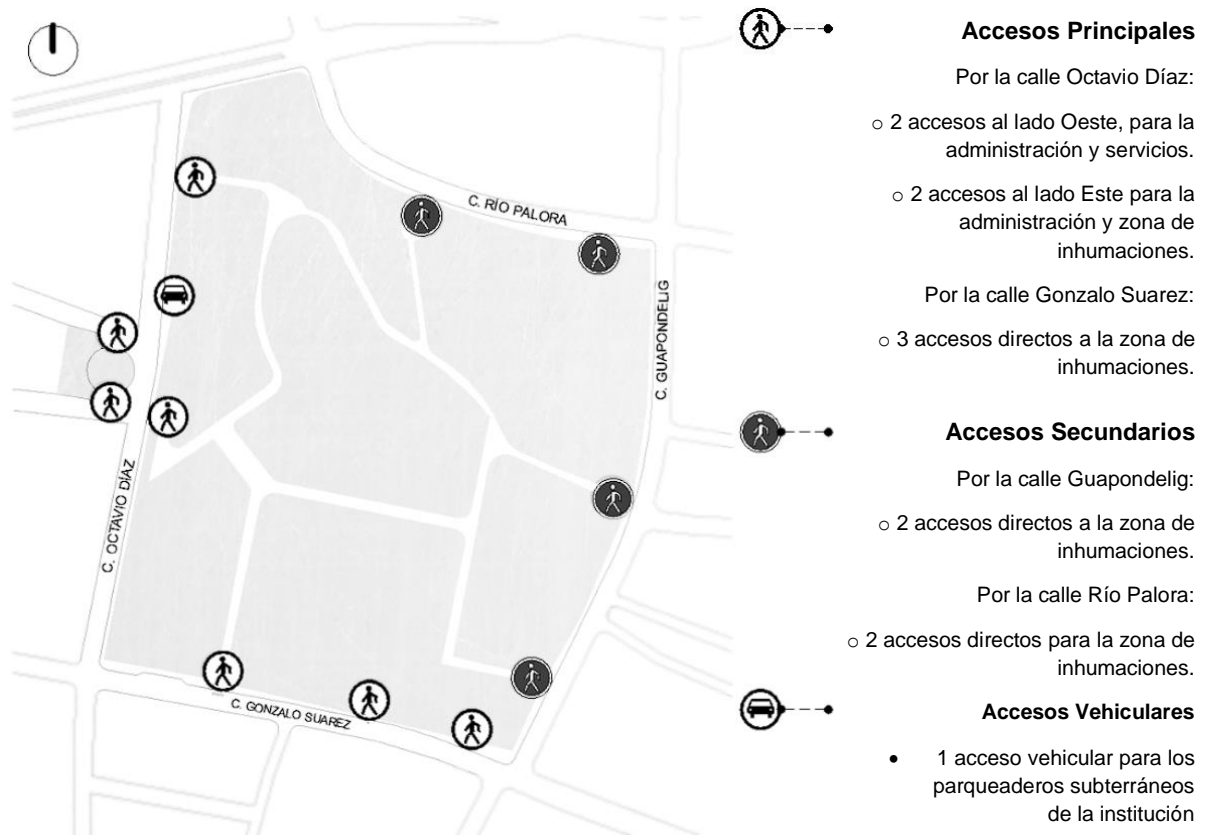 C. RÍO PALORA
C. GUAPONDELIG
C. OCTAVIO DÍAZ
C. GONZALO SUAREZ
Accesos Principales
Por la calle Octavio Díaz:
○ 2 accesos al lado Oeste, para la
administración y servicios.
○ 2 accesos al lado Este para la
administración y zona de
inhumaciones.
Por la calle Gonzalo Suarez:
○ 3 accesos directos a la zona de
inhumaciones.
Accesos Secundarios
Por la calle Guapondelig:
○ 2 accesos directos a la zona de
inhumaciones.
Por la calle Río Palora:
○ 2 accesos directos para la zona de
inhumaciones.
Accesos Vehiculares
• 1 acceso vehicular para los
parqueaderos subterráneos
de la institución